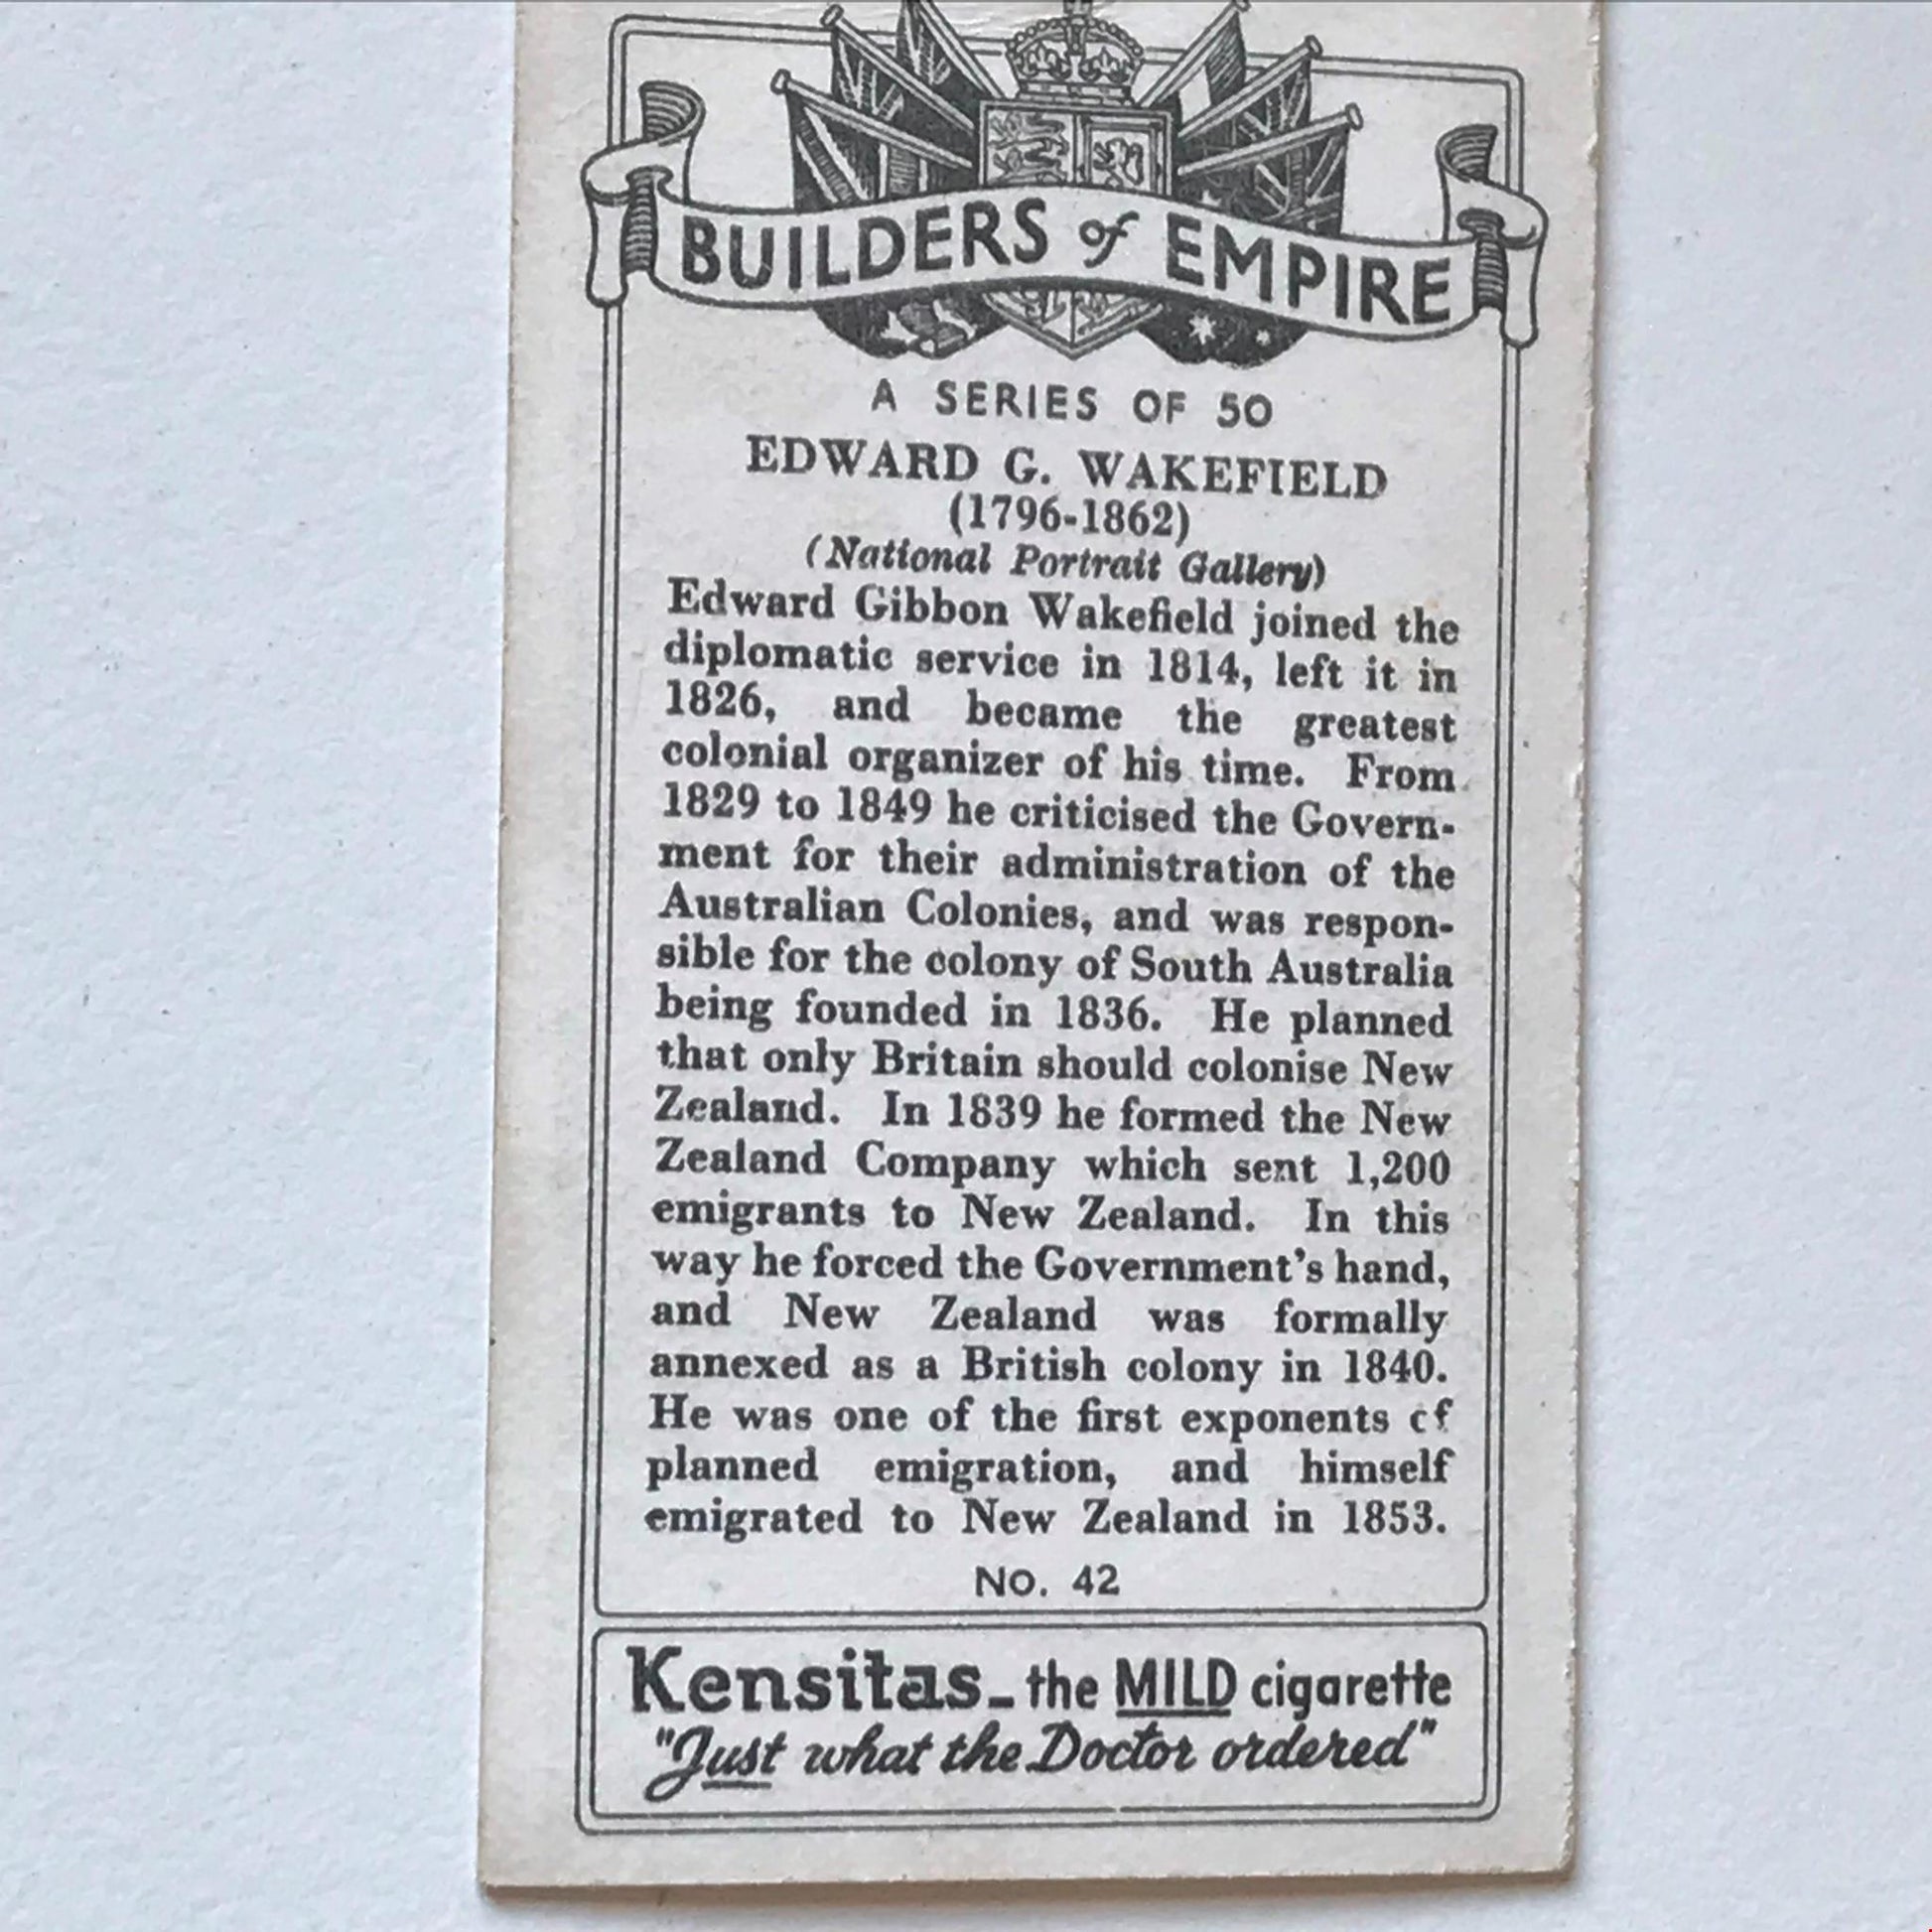 BUILDERS of EMPIRE
A SERIES OF 50
EDWARD G. WAKEFIELD
(1796-1862)
(National Portrait Gallery)
Edward Gibbon Wakefield joined the
diplomatic service in 1814, left it in
1826, and became the greatest
colonial organizer of his time. From
1829 to 1849 he criticised the Govern-
ment for their administration of the
Australian Colonies, and was respon-
sible for the colony of South Australia
being founded in 1836. He planned
that only Britain should colonise New
Zealand. In 1839 he formed the New
Zealand Company which sent 1,200
emigrants to New Zealand. In this
way he forced the Government's hand,
and New Zealand was formally
annexed as a British colony in 1840.
He was one of the first exponents of
planned emigration, and himself
emigrated to New Zealand in 1853.
No. 42
Kensitas - the MILD cigarette
"Just what the Doctor ordered"